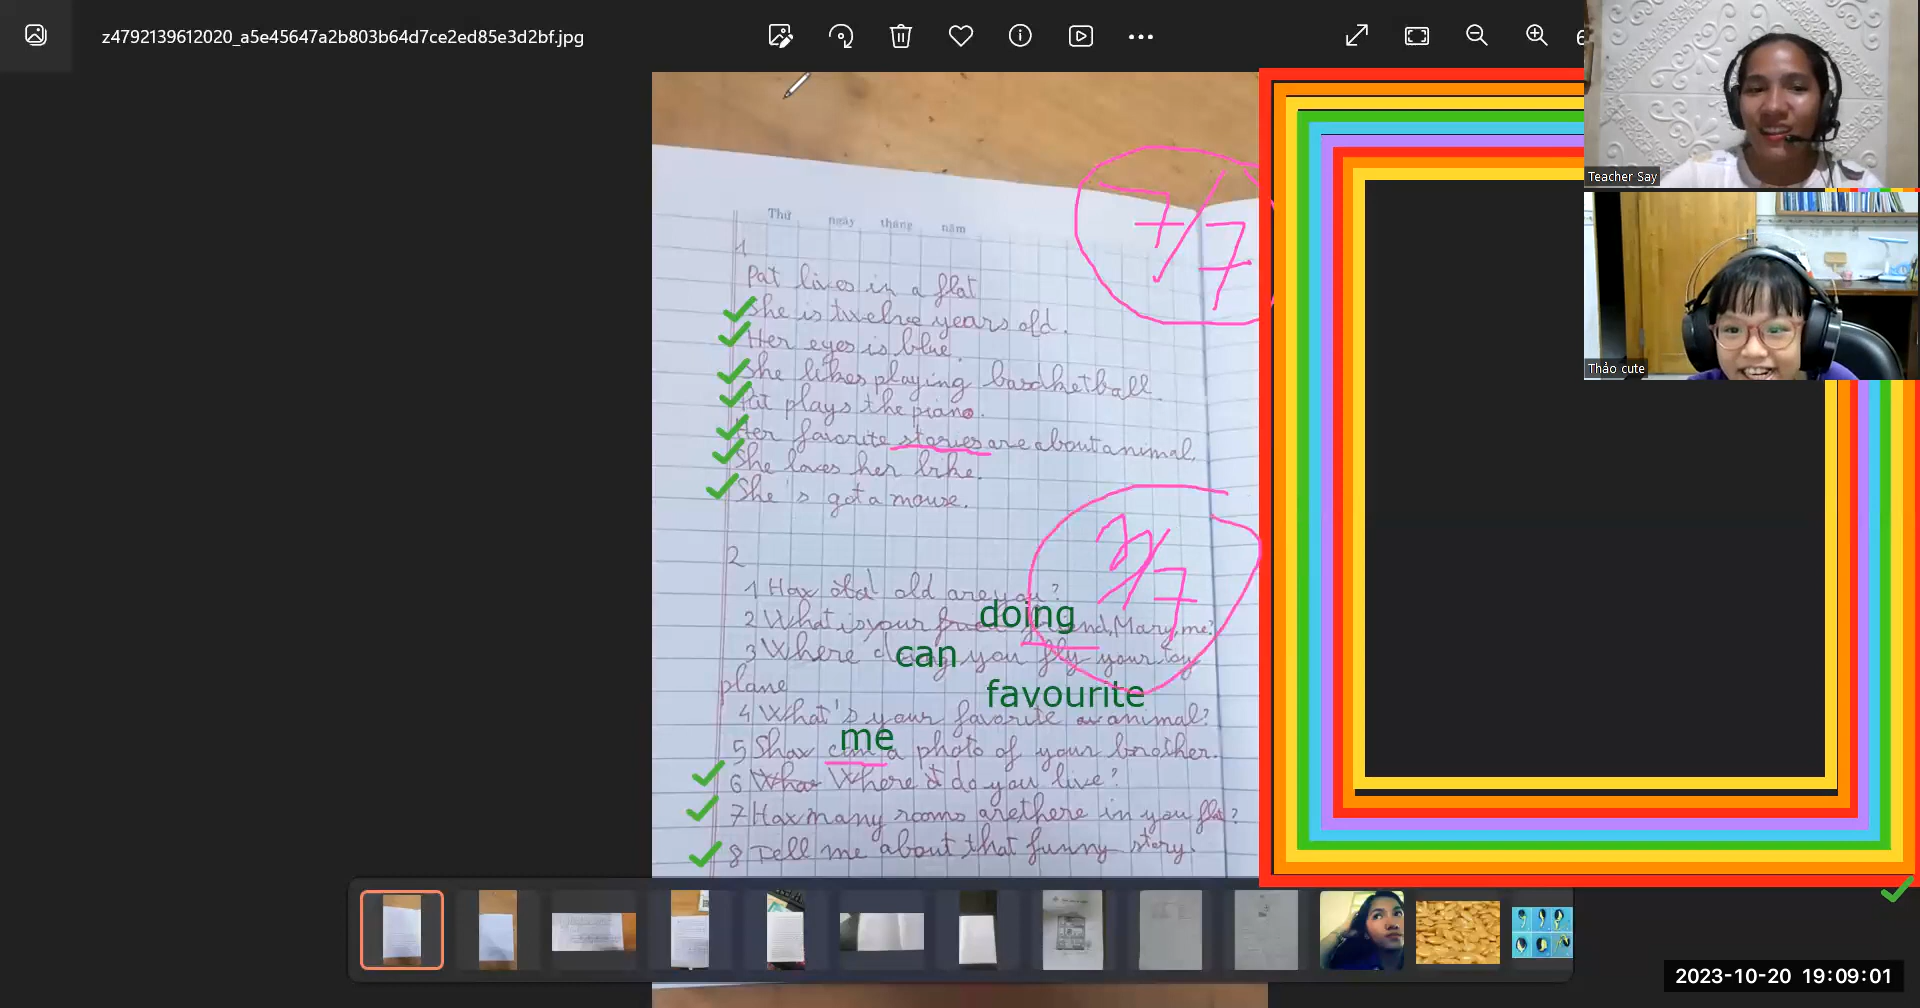 z4792139612020_a5e45647a2b803b64d7ce2ed85e3d2bf.jpg
Teacher Say
Thảo cute
Thứ ngày tháng năm
7/7
1
Pat lives in a flat
She is twelve years old.
Her eyes is blue.
She likes playing basdketball.
Pat plays the piano.
Her favorite stories are about animal.
She loves her bike.
She's got a mouse.
7/7
2
1 How old are you?
doing
2 What is your friend, Mary, me?
can
3 Where you fly your toy
plane
favourite
4 What's your favorite animal?
me
5 Show a photo of your brother.
6 Where do you live?
7 How many rooms are there in you flat?
8 Tell me about that funny story.
2023-10-20 19:09:01